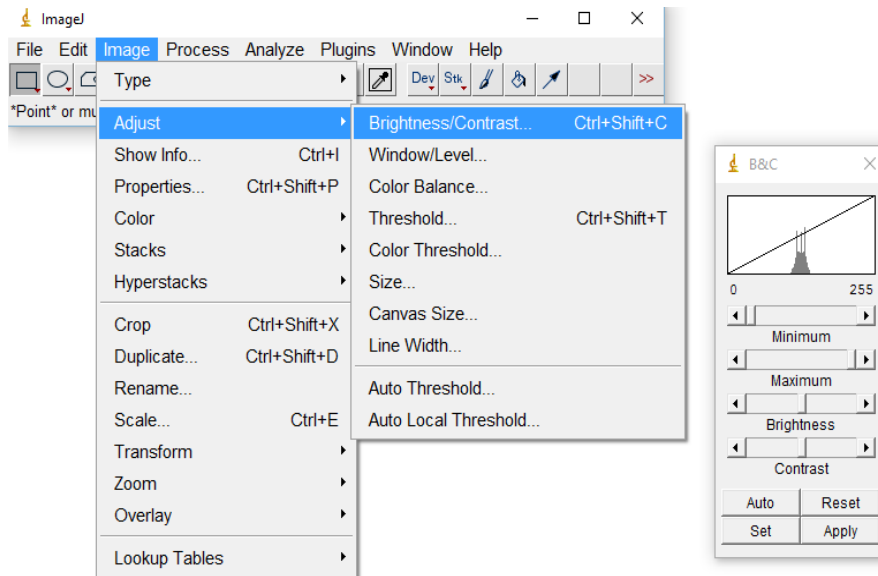 ImageJ
File Edit Image Process Analyze Plugins Window Help
Dev Stk >>
*Point* or mu
Type
Adjust
Show Info... Ctrl+I
Properties... Ctrl+Shift+P
Color
Stacks
Hyperstacks
Crop Ctrl+Shift+X
Duplicate... Ctrl+Shift+D
Rename...
Scale... Ctrl+E
Transform
Zoom
Overlay
Lookup Tables
Brightness/Contrast... Ctrl+Shift+C
Window/Level...
Color Balance...
Threshold... Ctrl+Shift+T
Color Threshold...
Size...
Canvas Size...
Line Width...
Auto Threshold...
Auto Local Threshold...
B&C
0 255
Minimum
Maximum
Brightness
Contrast
Auto Reset
Set Apply